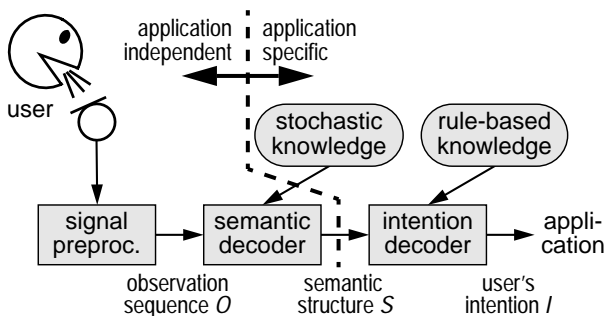 application
independent
application
specific
user
stochastic
knowledge
rule-based
knowledge
signal
preproc.
semantic
decoder
intention
decoder
appli-
cation
observation
sequence O
semantic
structure S
user's
intention I